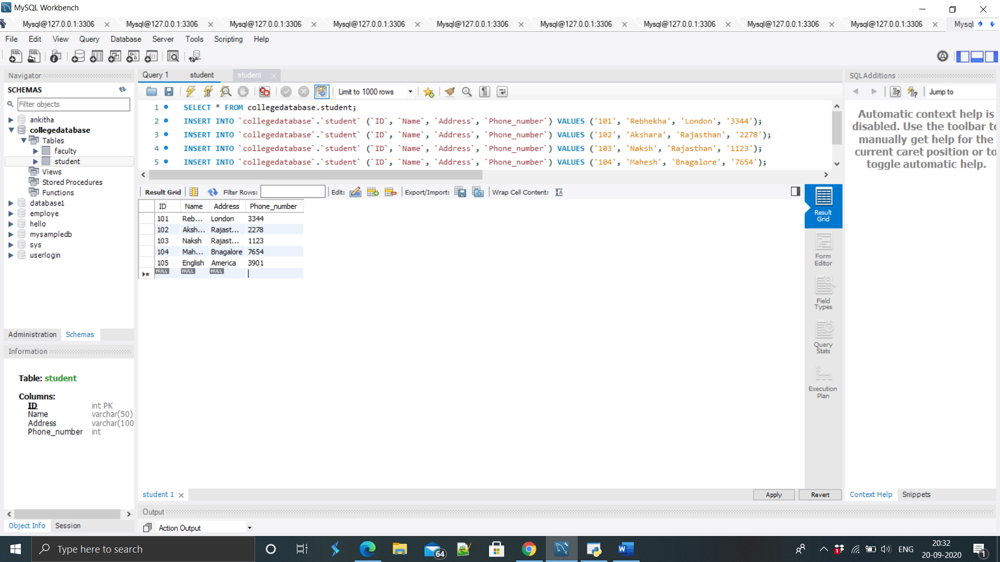 MySQL Workbench
Mysql@127.0.0.1:3306 Mysql@127.0.0.1:3306 Mysql@127.0.0.1:3306 Mysql@127.0.0.1:3306 Mysql@127.0.0.1:3306 Mysql@127.0.0.1:3306 Mysql@127.0.0.1:3306 Mysql@127.0.0.1:3306 Mysql@127.0.0.1:3306 Mysql
File Edit View Query Database Server Tools Scripting Help
Navigator
SCHEMAS
Filter objects
ankitha
collegedatabase
Tables
faculty
student
Views
Stored Procedures
Functions
database1
employe
hello
mysampledb
sys
userlogin
Administration Schemas
Information
Table: student
Columns:
ID int PK
Name varchar(50)
Address varchar(100
Phone_number int
Object Info Session
Query 1 student student
Limit to 1000 rows
1 SELECT * FROM collegedatabase.student;
2 INSERT INTO `collegedatabase`.`student` (`ID`, `Name`, `Address`, `Phone_number`) VALUES ('101', 'Rebhekha', 'London', '3344');
3 INSERT INTO `collegedatabase`.`student` (`ID`, `Name`, `Address`, `Phone_number`) VALUES ('102', 'Akshara', 'Rajasthan', '2278');
4 INSERT INTO `collegedatabase`.`student` (`ID`, `Name`, `Address`, `Phone_number`) VALUES ('103', 'Naksh', 'Rajasthan', '1123');
5 INSERT INTO `collegedatabase`.`student` (`ID`, `Name`, `Address`, `Phone_number`) VALUES ('104', 'Mahesh', 'Bnagalore', '7654');
Result Grid Filter Rows: Edit: Export/Import: Wrap Cell Content:
ID Name Address Phone_number
101 Reb... London 3344
102 Aksh... Rajast... 2278
103 Naksh Rajast... 1123
104 Mah... Bnagalore 7654
105 English America 3901
NULL NULL NULL
Result
Grid
Form
Editor
Field
Types
Query
Stats
Execution
Plan
student 1 Apply Revert
Output
Action Output
SQLAdditions
Jump to
Automatic context help is
disabled. Use the toolbar to
manually get help for the
current caret position or to
toggle automatic help.
Context Help Snippets
Type here to search
64
1
ENG
20:32
20-09-2020
1